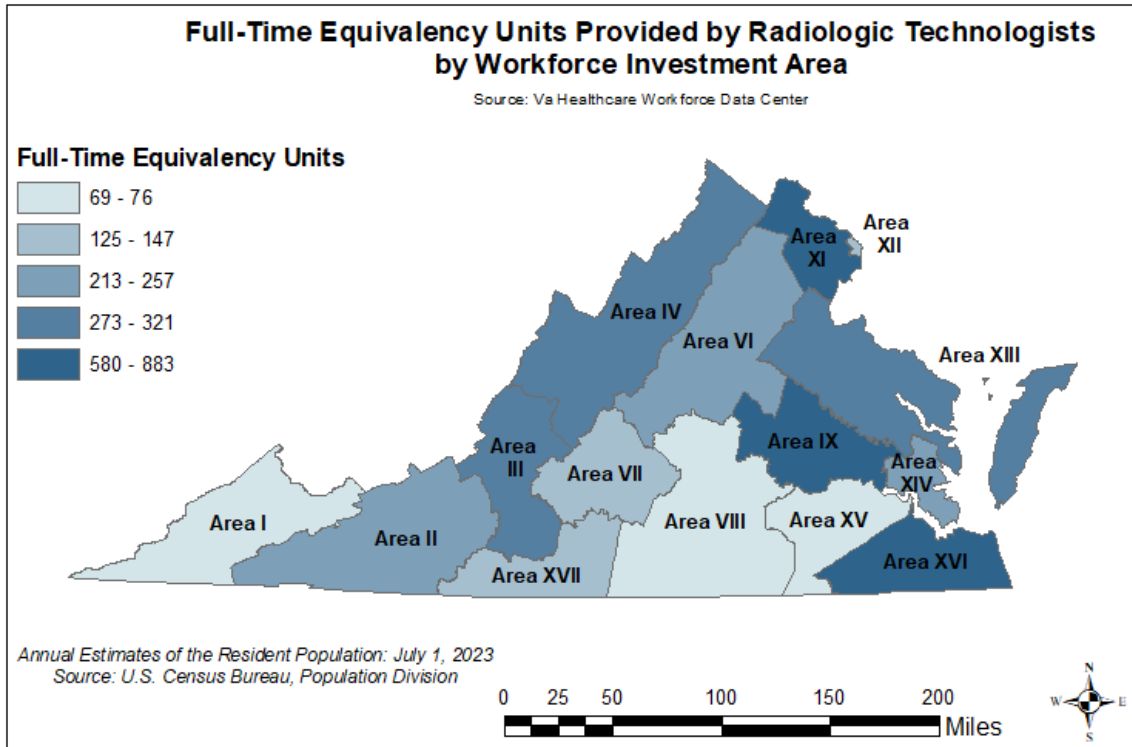 Full-Time Equivalency Units Provided by Radiologic Technologists
by Workforce Investment Area
Source: Va Healthcare Workforce Data Center
Full-Time Equivalency Units
69 - 76
125 - 147
213 - 257
273 - 321
580 - 883
Area
XII
Area
XI
Area IV
Area VI
Area XIII
Area
III
Area IX
Area VII
Area
XIV
Area I
Area II
Area VIII
Area XV
Area XVII
Area XVI
Annual Estimates of the Resident Population: July 1, 2023
Source: U.S. Census Bureau, Population Division
0 25 50 100 150 200
Miles
N
W E
S